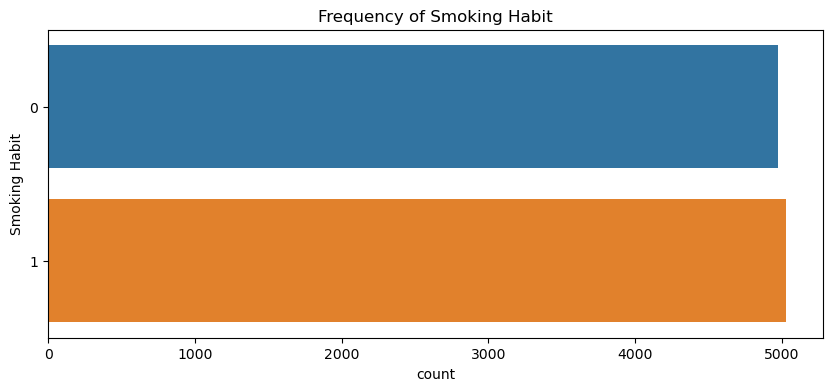 Frequency of Smoking Habit
Smoking Habit
0
1
0 1000 2000 3000 4000 5000
count